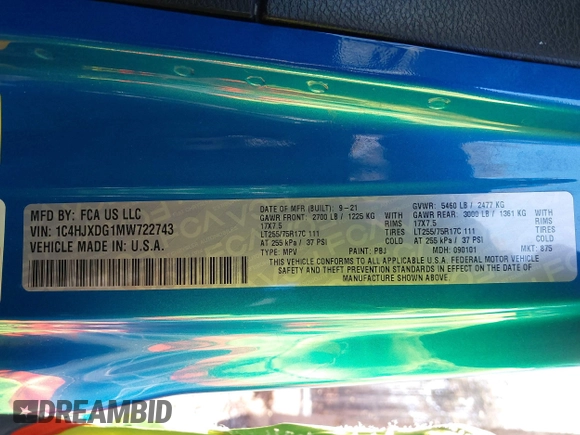 MFD BY: FCA US LLC
VIN: 1C4HJXDG1MW722743
VEHICLE MADE IN: U.S.A.
DATE OF MFR (BUILT): 9-21
GVWR: 5460 LB / 2477 KG
GAWR FRONT: 2700 LB / 1225 KG WITH
GAWR REAR: 3000 LB / 1361 KG WITH
17X7.5 RIMS
17X7.5 RIMS
LT255/75R17C 111 TIRES
LT255/75R17C 111 TIRES
AT 255 kPa / 37 PSI COLD
AT 255 kPa / 37 PSI COLD
TYPE: MPV PAINT: PBJ MDH: 090101 MKT: 875
THIS VEHICLE CONFORMS TO ALL APPLICABLE U.S.A. FEDERAL MOTOR VEHICLE
SAFETY AND THEFT PREVENTION STANDARDS IN EFFECT ON THE DATE OF
MANUFACTURE SHOWN ABOVE.
DREAMBID